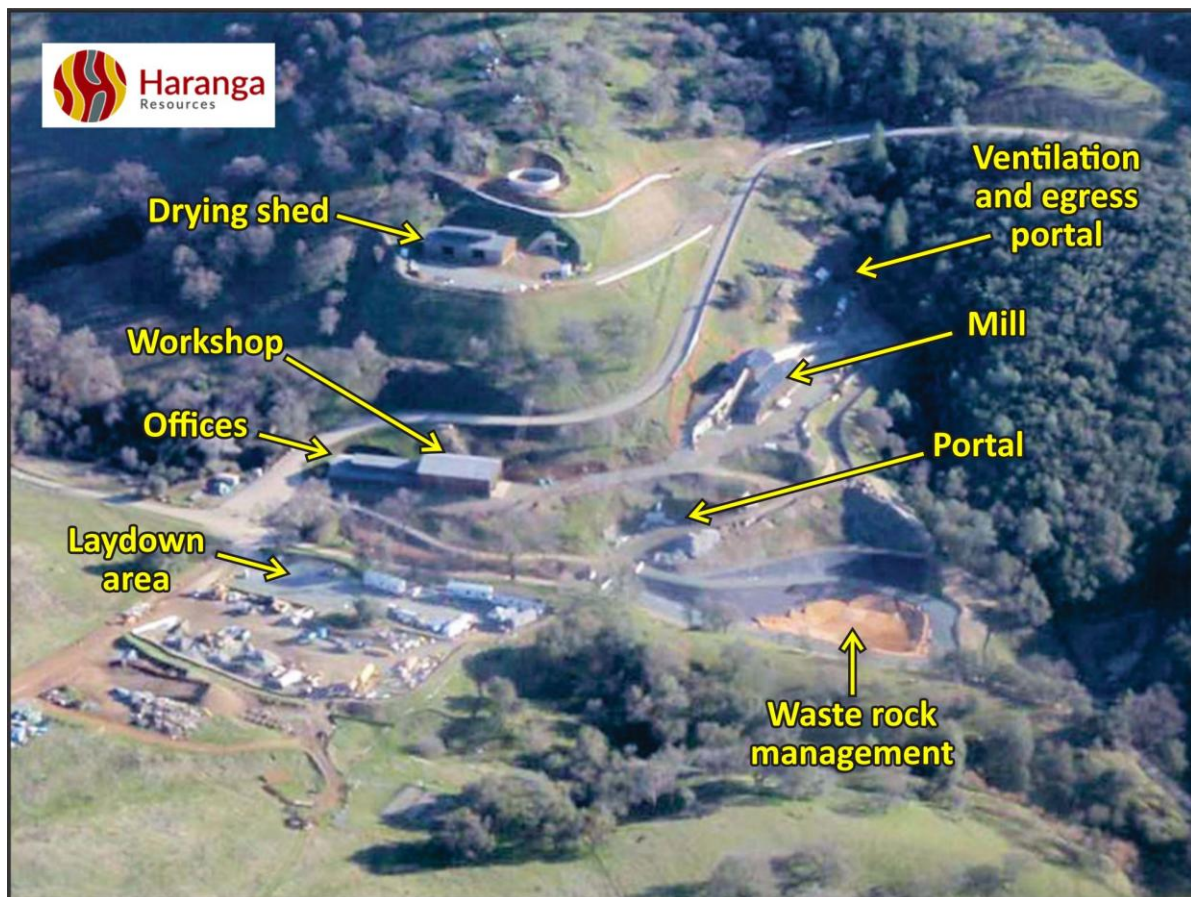 Haranga
Resources
Ventilation
and egress
portal
Drying shed
Mill
Workshop
Offices
Portal
Laydown
area
Waste rock
management